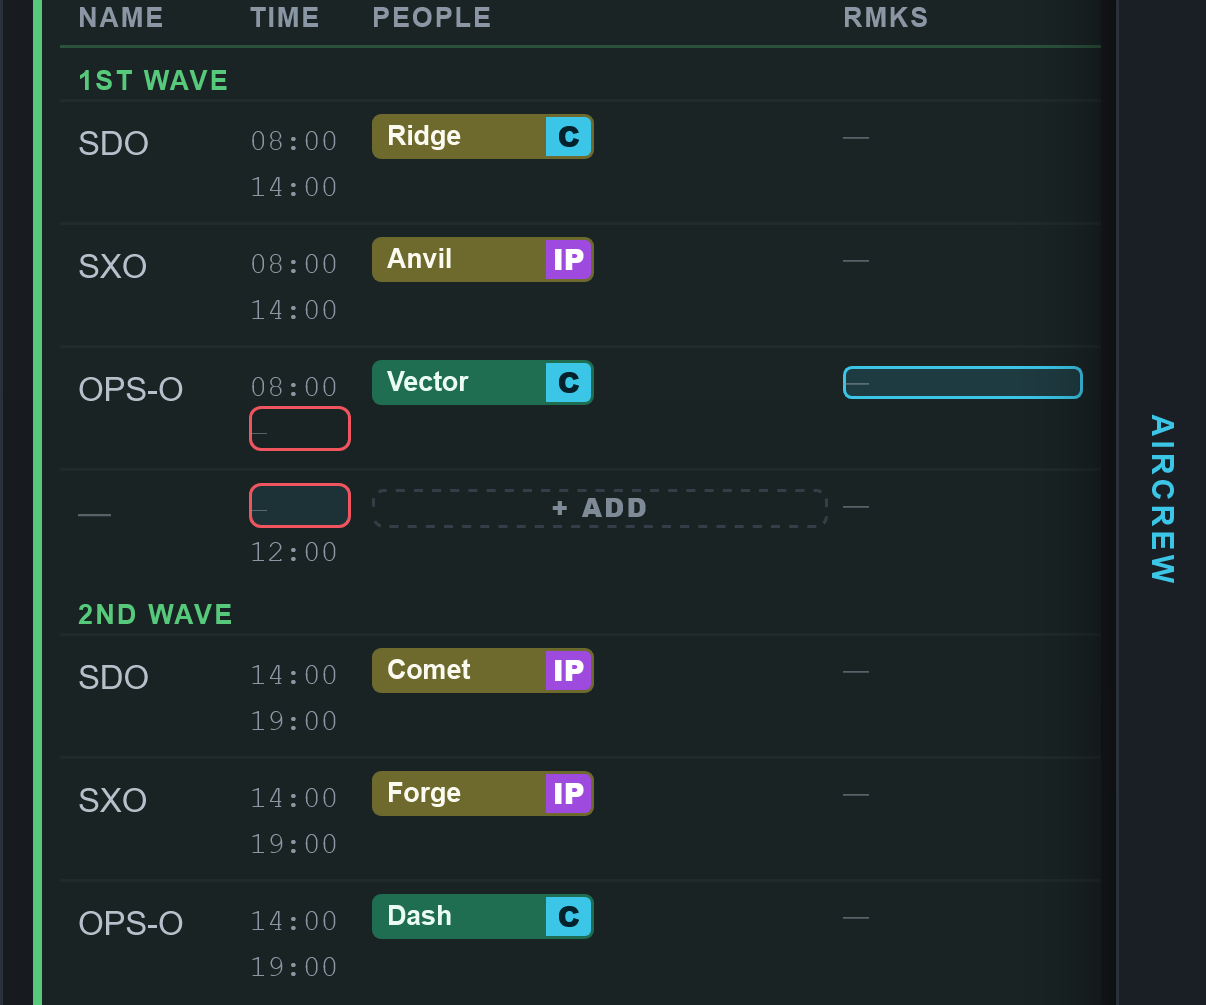 NAME TIME PEOPLE RMKS
1ST WAVE
SDO 08:00 Ridge C —
14:00
SXO 08:00 Anvil IP —
14:00
OPS-O 08:00 Vector C —
—
— — + ADD —
12:00
2ND WAVE
SDO 14:00 Comet IP —
19:00
SXO 14:00 Forge IP —
19:00
OPS-O 14:00 Dash C —
19:00
AIRCREW